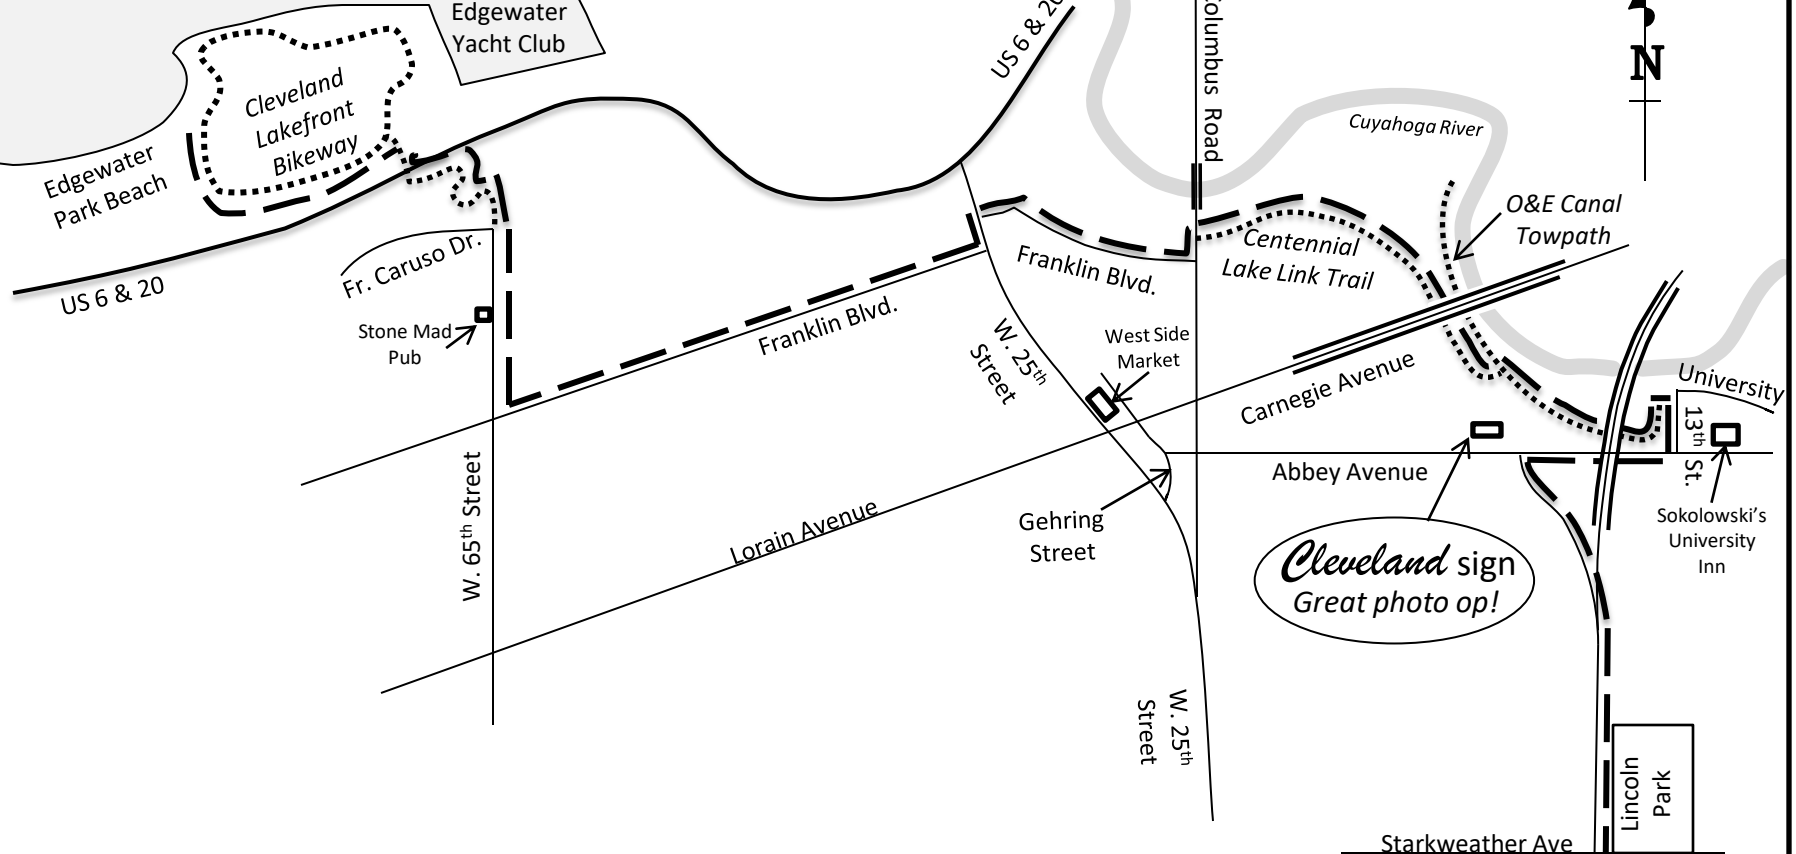 Edgewater
Yacht Club
US 6 & 20
Columbus Road
N
Cleveland
Lakefront
Bikeway
Cuyahoga River
Edgewater
Park Beach
O&E Canal
Towpath
Centennial
Lake Link Trail
Fr. Caruso Dr.
Franklin Blvd.
US 6 & 20
Stone Mad
Pub
Franklin Blvd.
W. 25th
Street
West Side
Market
Carnegie Avenue
University
13th St.
Abbey Avenue
W. 65th Street
Lorain Avenue
Gehring
Street
Sokolowski's
University
Inn
Cleveland sign
Great photo op!
W. 25th
Street
Lincoln
Park
Starkweather Ave